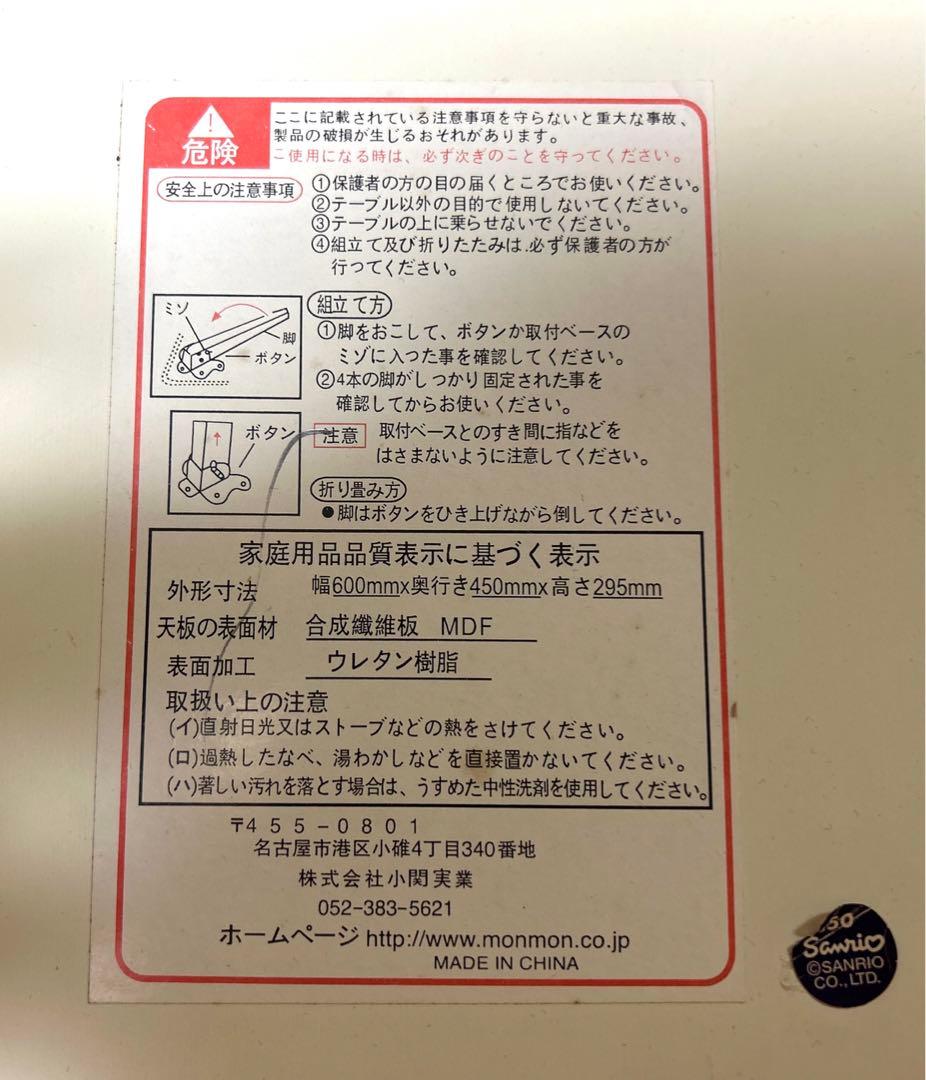 危険
ここに記載されている注意事項を守らないと重大な事故、
製品の破損が生じるおそれがあります。
ご使用になる時は、必ず次ぎのことを守ってください。
安全上の注意事項
①保護者の方の目の届くところでお使いください。
②テーブル以外の目的で使用しないてください。
③テーブルの上に乗らせないでください。
④組立て及び折りたたみは.必ず保護者の方が
行ってください。
ミゾ
脚
ボタン
組立て方
①脚をおこして、ボタンか取付ベースの
ミゾに入った事を確認してください。
②4本の脚がしっかり固定された事を
確認してからお使いください。
ボタン
注意
取付ベースとのすき間に指などを
はさまないように注意してください。
折り畳み方
●脚はボタンをひき上げながら倒してください。
家庭用品品質表示に基づく表示
外形寸法 幅600mmx奥行き450mmx高さ295mm
天板の表面材 合成繊維板 MDF
表面加工 ウレタン樹脂
取扱い上の注意
(イ)直射日光又はストーブなどの熱をさけてください。
(ロ)過熱したなべ、湯わかしなどを直接置かないてください。
(ハ)著しい汚れを落とす場合は、うすめた中性洗剤を使用してください。
〒455-0801
名古屋市港区小碓4丁目340番地
株式会社小関実業
052-383-5621
ホームページ http://www.monmon.co.jp
MADE IN CHINA
50
Sanrio
©SANRIO
CO.,LTD.